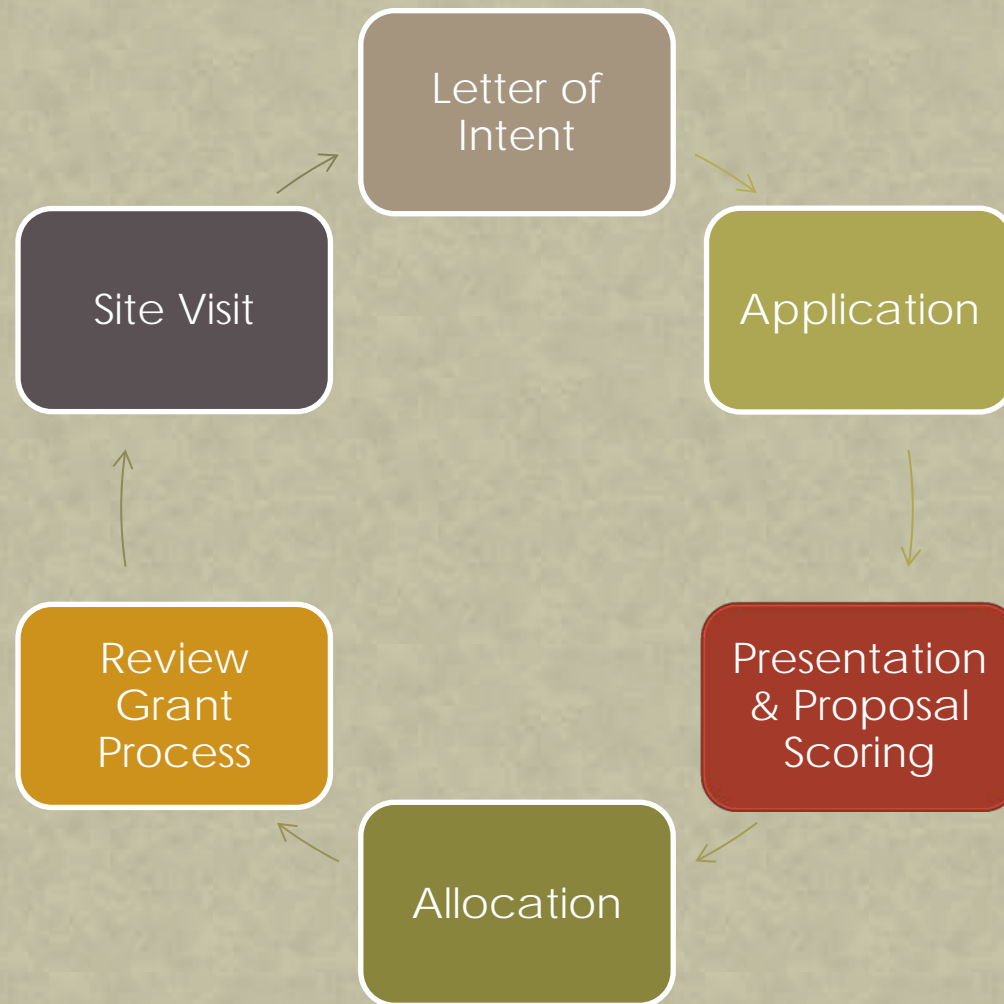 Letter of
Intent
Application
Presentation
& Proposal
Scoring
Allocation
Review
Grant
Process
Site Visit